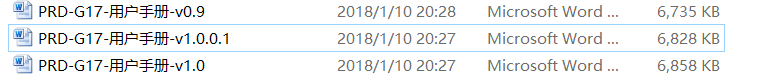 PRD-G17-用户手册-v0.9 2018/1/10 20:28 Microsoft Word ... 6,735 KB
PRD-G17-用户手册-v1.0.0.1 2018/1/10 20:27 Microsoft Word ... 6,828 KB
PRD-G17-用户手册-v1.0 2018/1/10 20:27 Microsoft Word ... 6,858 KB